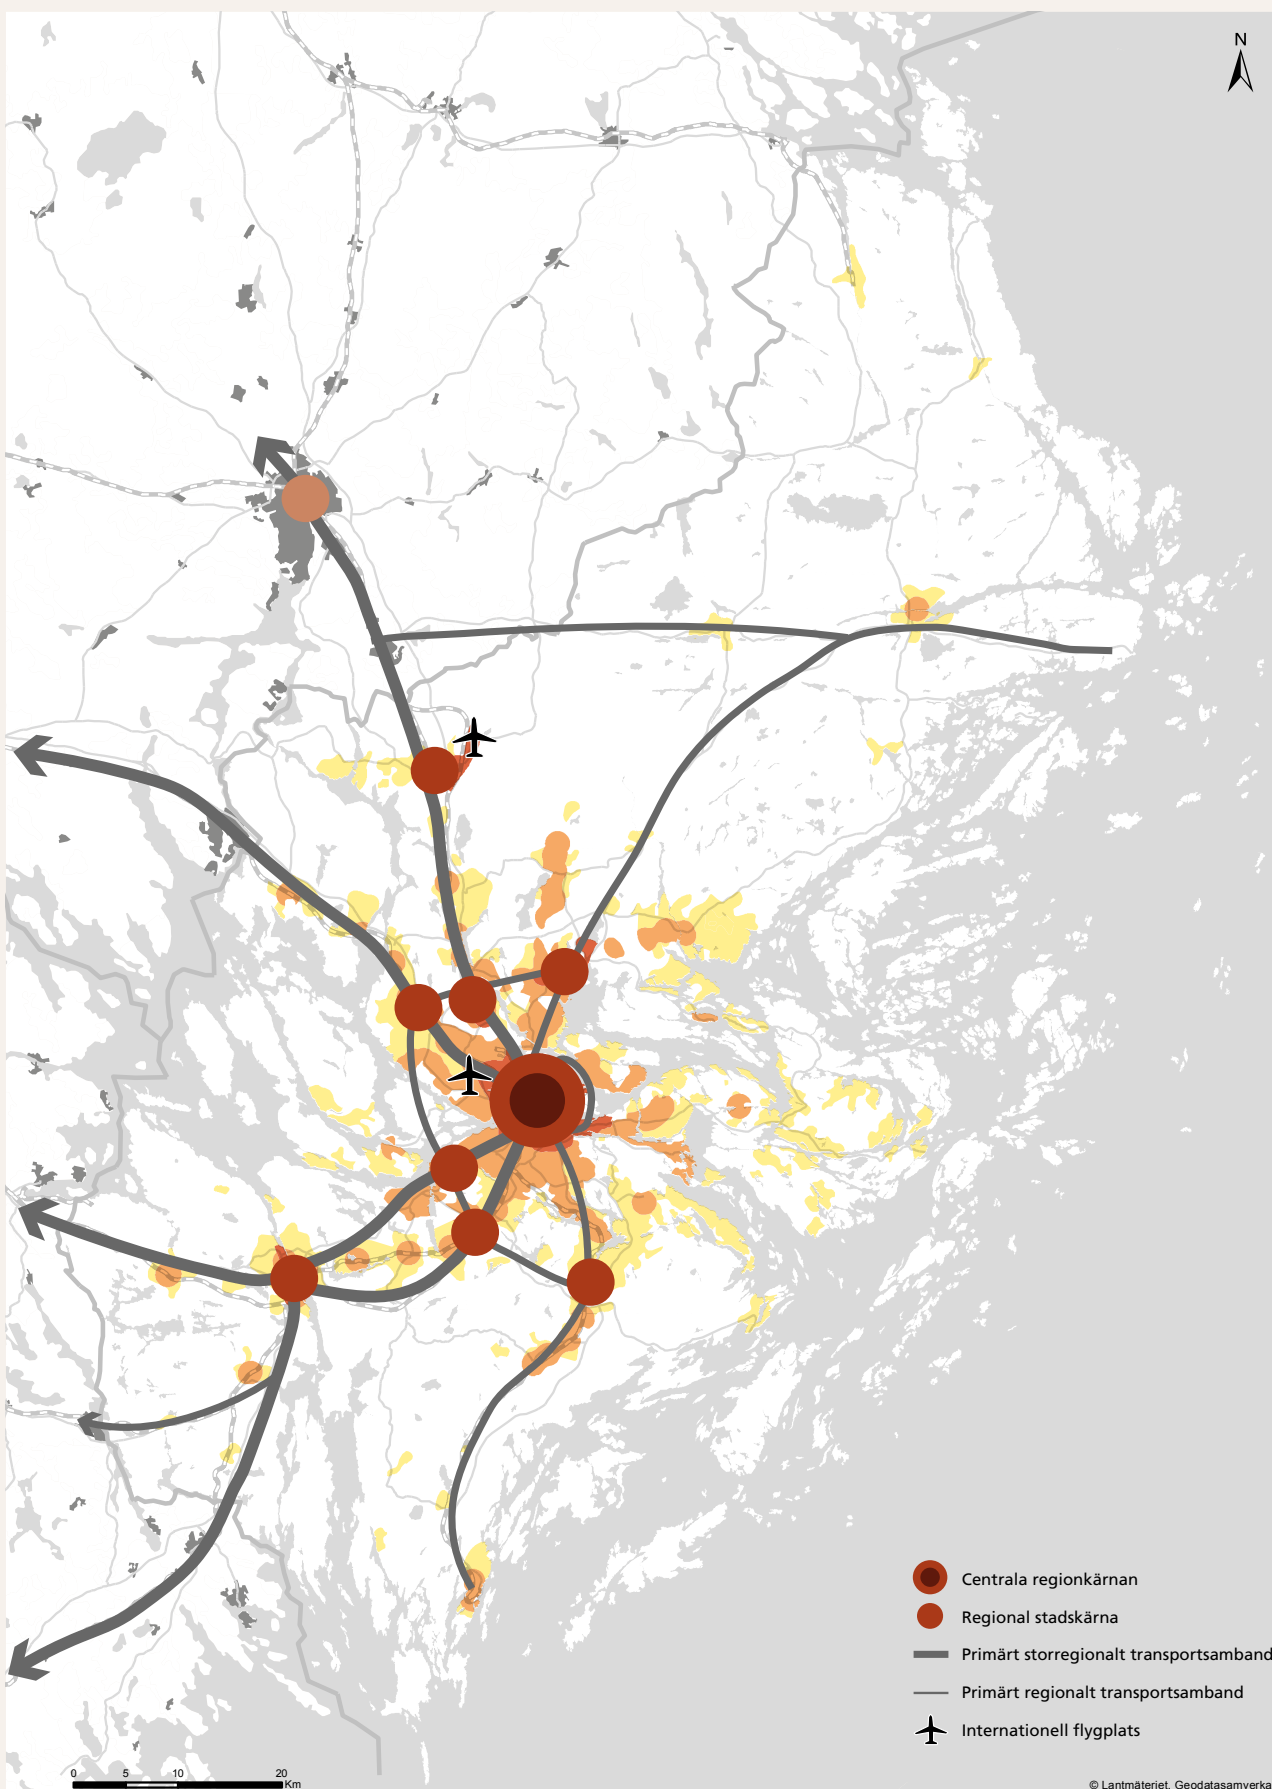 N
Centrala regionkärnan
Regional stadskärna
Primärt storregionalt transportsamband
Primärt regionalt transportsamband
Internationell flygplats
0 5 10 20
Km
© Lantmäteriet, Geodatasamverka